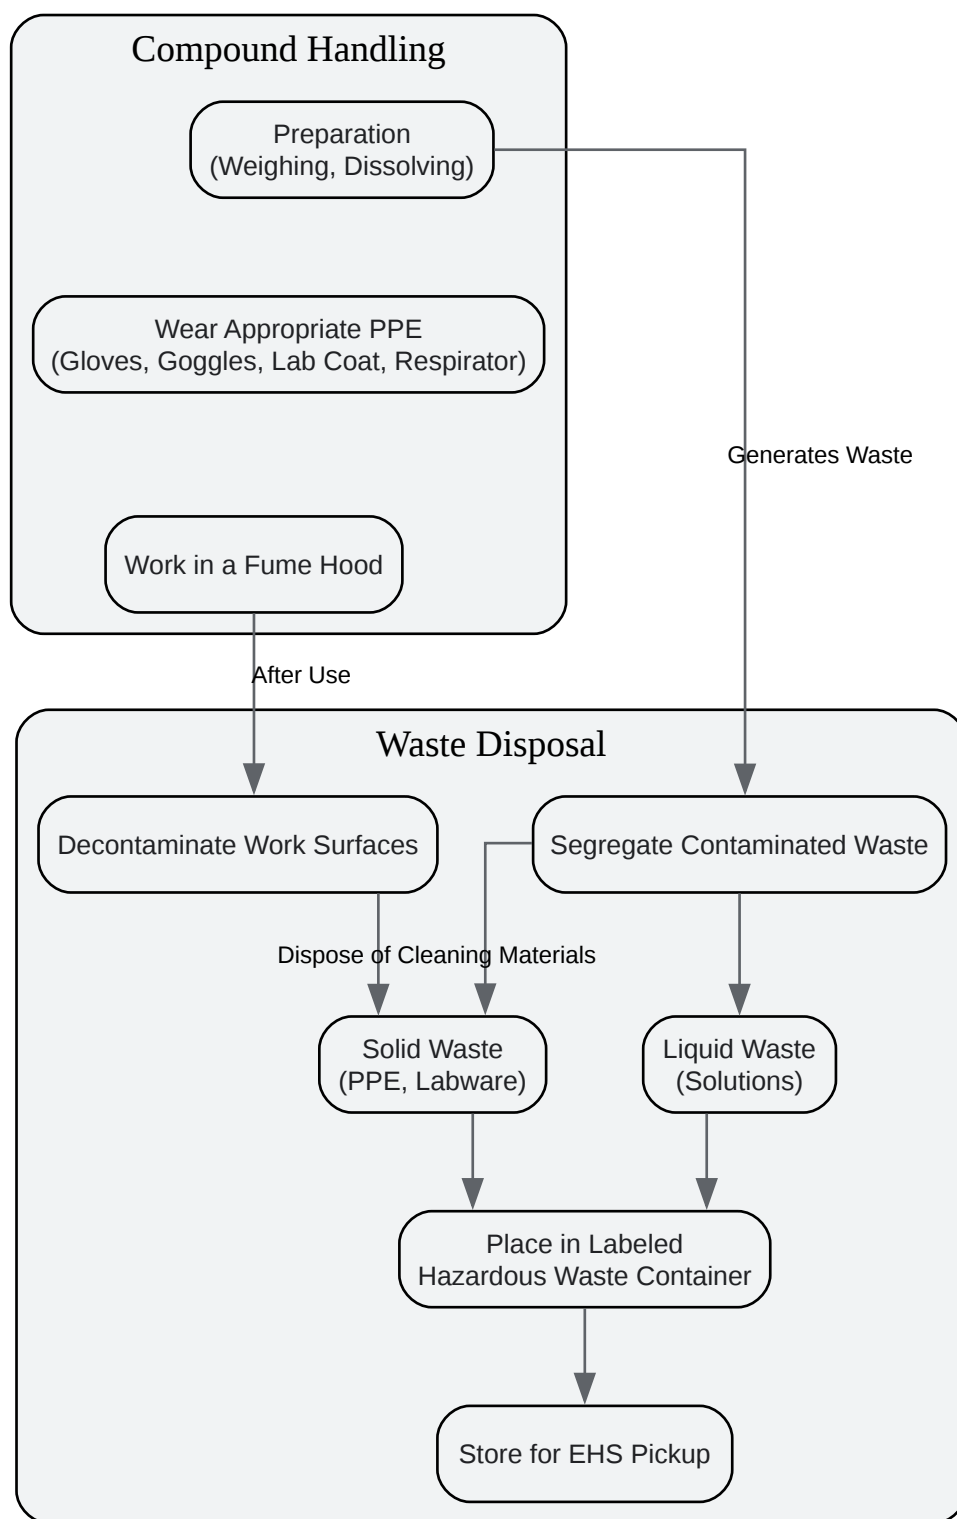 Compound Handling
Preparation
(Weighing, Dissolving)
Wear Appropriate PPE
(Gloves, Goggles, Lab Coat, Respirator)
Generates Waste
Work in a Fume Hood
After Use
Waste Disposal
Decontaminate Work Surfaces
Segregate Contaminated Waste
Dispose of Cleaning Materials
Solid Waste
(PPE, Labware)
Liquid Waste
(Solutions)
Place in Labeled
Hazardous Waste Container
Store for EHS Pickup